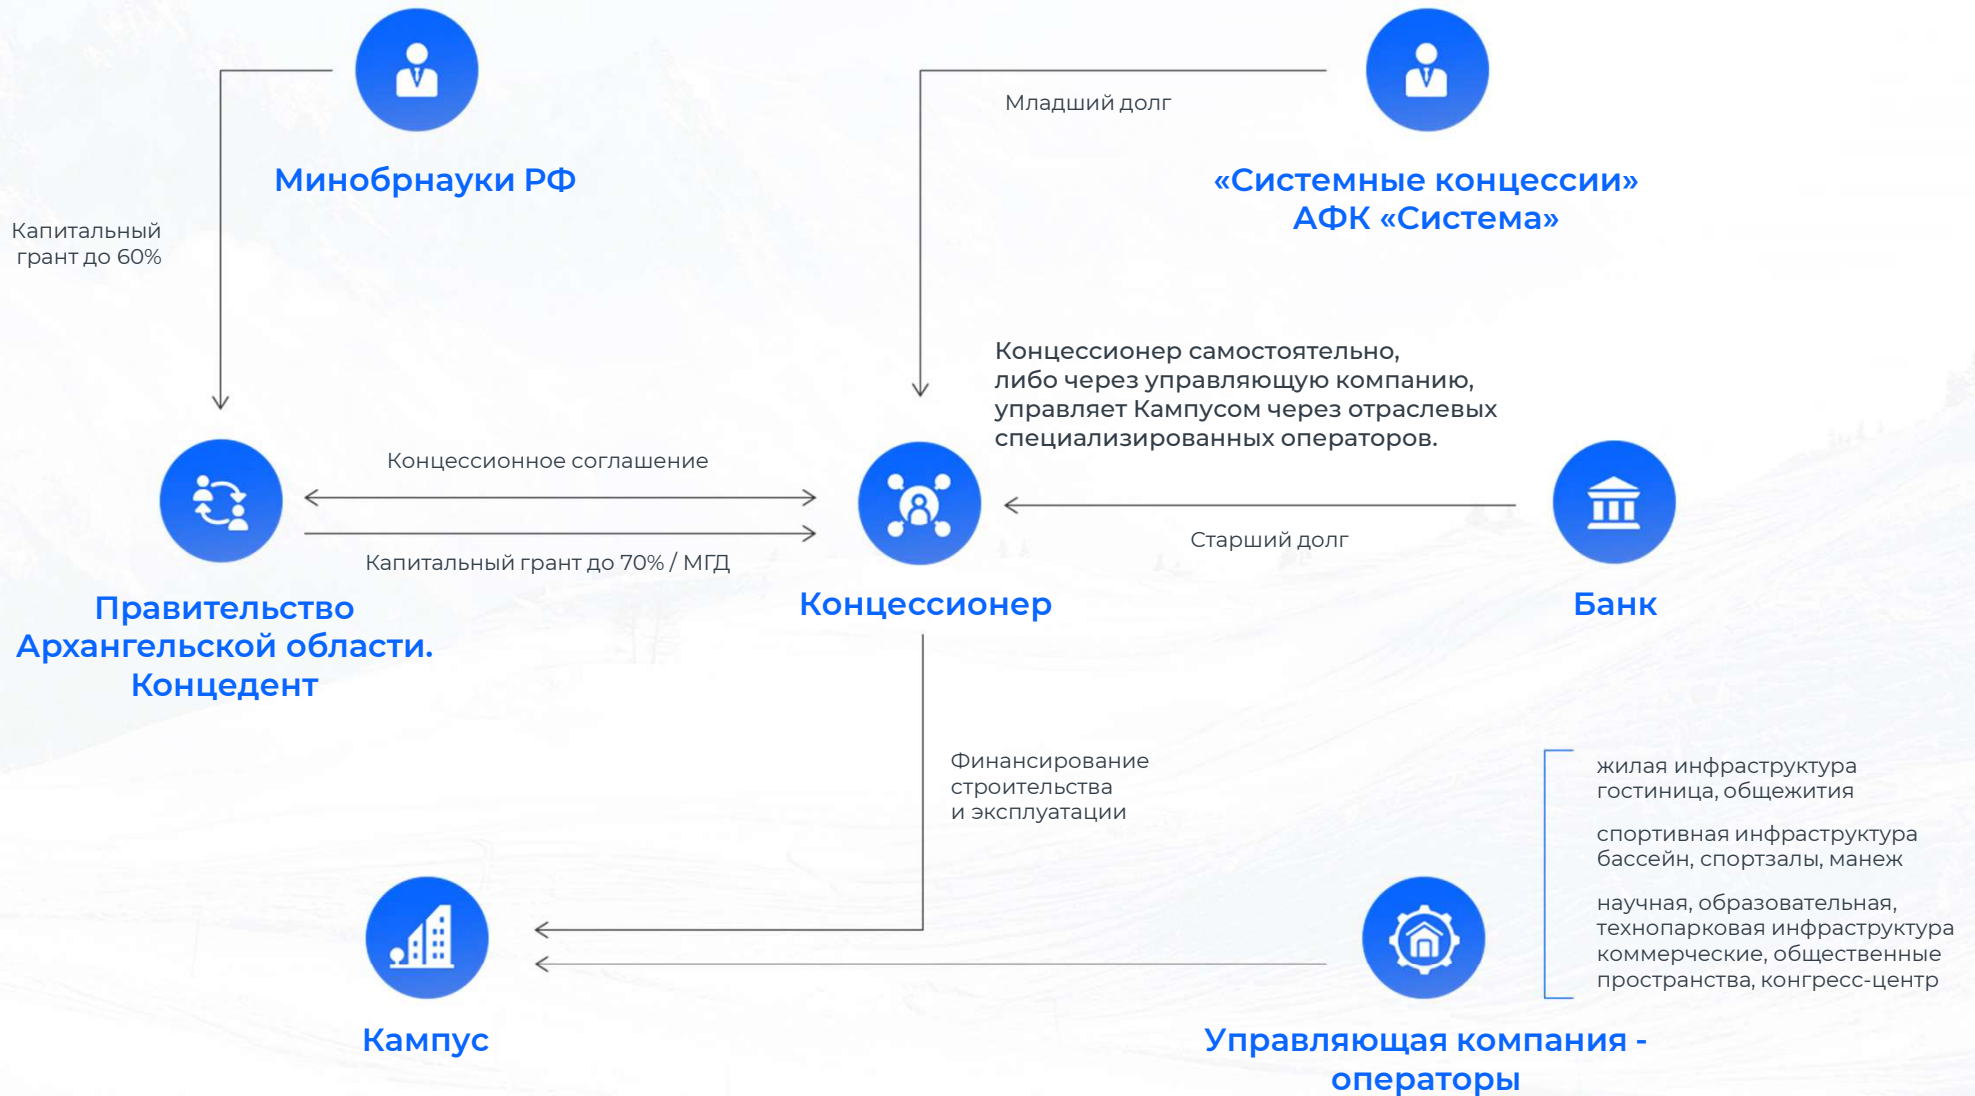 Младший долг
Минобрнауки РФ
«Системные концессии»
АФК «Система»
Капитальный
грант до 60%
Концессионер самостоятельно,
либо через управляющую компанию,
управляет Кампусом через отраслевых
специализированных операторов.
Концессионное соглашение
Капитальный грант до 70% / МГД
Старший долг
Правительство
Архангельской области.
Концедент
Концессионер
Банк
Финансирование
строительства
и эксплуатации
жилая инфраструктура
гостиница, общежития
спортивная инфраструктура
бассейн, спортзалы, манеж
научная, образовательная,
технопарковая инфраструктура
коммерческие, общественные
пространства, конгресс-центр
Кампус
Управляющая компания -
операторы